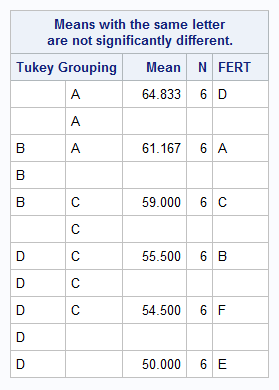 Means with the same letter
are not significantly different.
Tukey Grouping Mean N FERT
A 64.833 6 D
A
B A 61.167 6 A
B
B C 59.000 6 C
C
D C 55.500 6 B
D C
D C 54.500 6 F
D
D 50.000 6 E